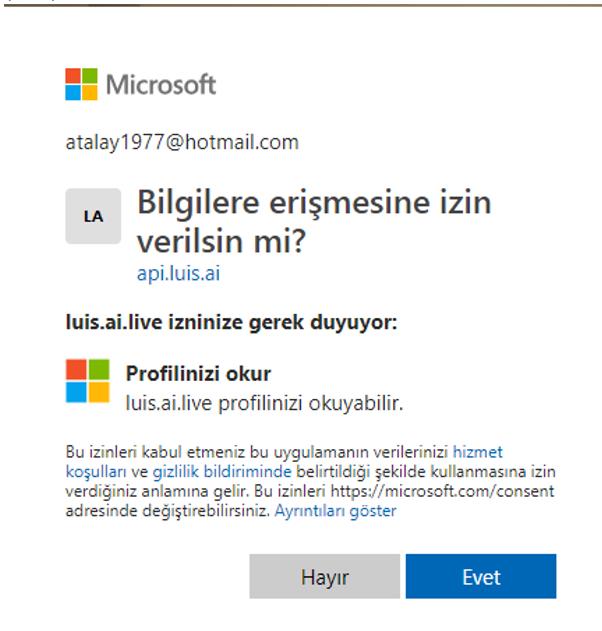 Microsoft
atalay1977@hotmail.com
LA
Bilgilere erişmesine izin
verilsin mi?
api.luis.ai
luis.ai.live izninize gerek duyuyor:
Profilinizi okur
luis.ai.live profilinizi okuyabilir.
Bu izinleri kabul etmeniz bu uygulamanın verilerinizi hizmet
koşulları ve gizlilik bildiriminde belirtildiği şekilde kullanmasına izin
verdiğiniz anlamına gelir. Bu izinleri https://microsoft.com/consent
adresinde değiştirebilirsiniz. Ayrıntıları göster
Hayır
Evet